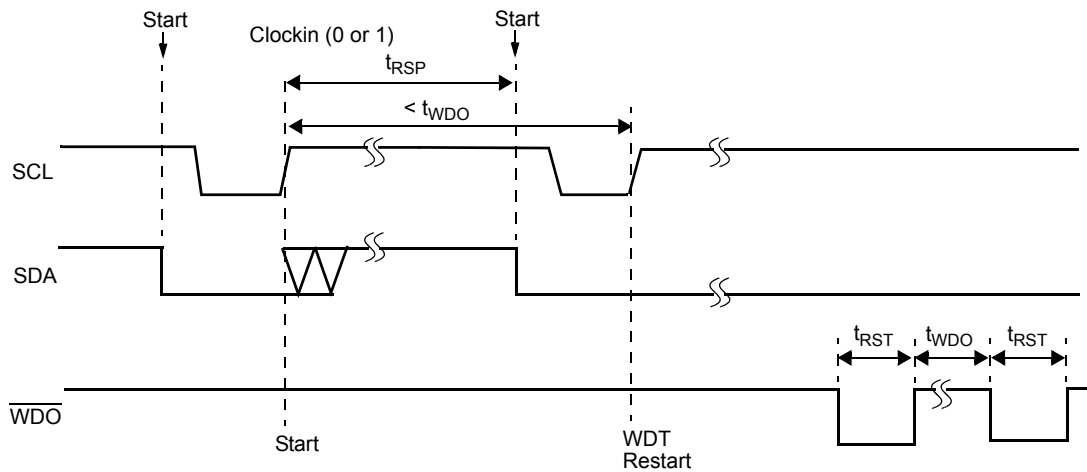 Start
Start
Clockin (0 or 1)
tRSP
< tWDO
SCL
SDA
tRST
tWDO
tRST
WDO
Start
WDT
Restart